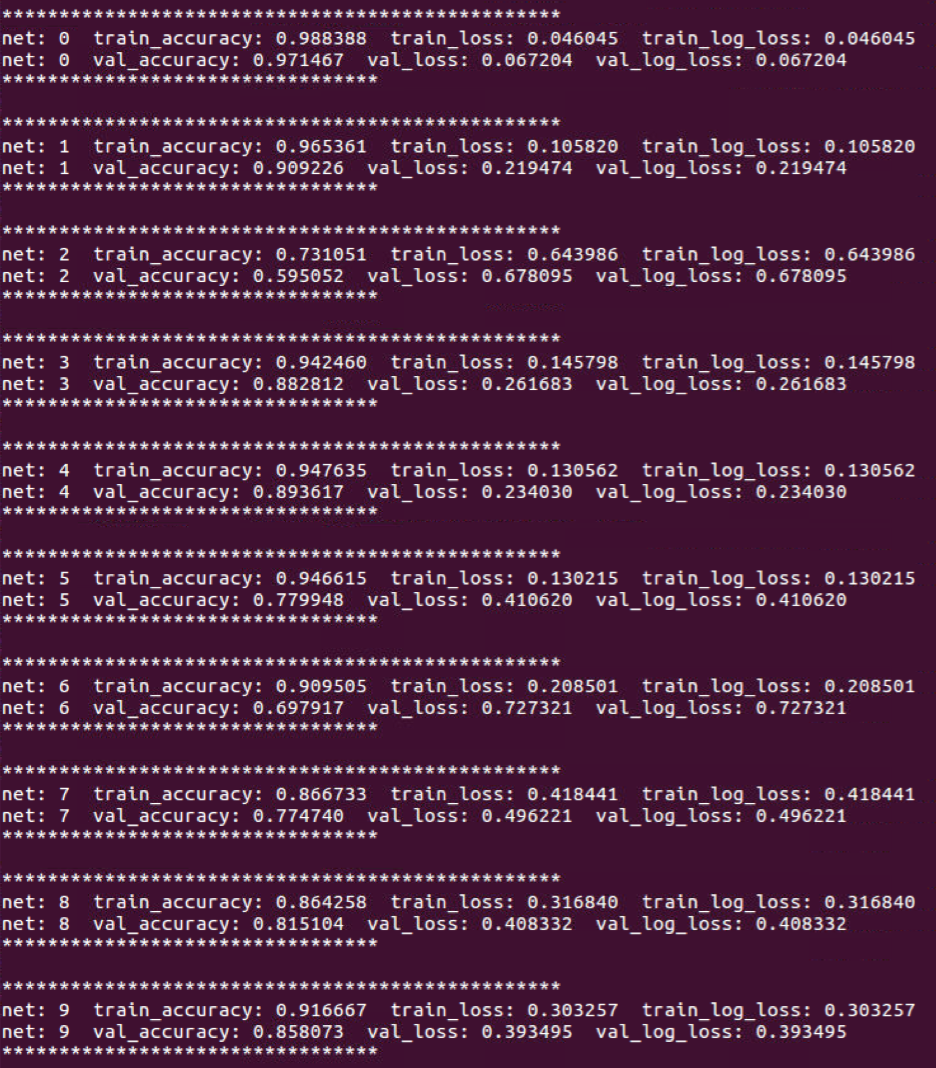 *************************************************
net: 0  train_accuracy: 0.988388  train_loss: 0.046045  train_log_loss: 0.046045
net: 0  val_accuracy: 0.971467  val_loss: 0.067204  val_log_loss: 0.067204
*********************************
*************************************************
net: 1  train_accuracy: 0.965361  train_loss: 0.105820  train_log_loss: 0.105820
net: 1  val_accuracy: 0.909226  val_loss: 0.219474  val_log_loss: 0.219474
*********************************
*************************************************
net: 2  train_accuracy: 0.731051  train_loss: 0.643986  train_log_loss: 0.643986
net: 2  val_accuracy: 0.595052  val_loss: 0.678095  val_log_loss: 0.678095
*********************************
*************************************************
net: 3  train_accuracy: 0.942460  train_loss: 0.145798  train_log_loss: 0.145798
net: 3  val_accuracy: 0.882812  val_loss: 0.261683  val_log_loss: 0.261683
*********************************
*************************************************
net: 4  train_accuracy: 0.947635  train_loss: 0.130562  train_log_loss: 0.130562
net: 4  val_accuracy: 0.893617  val_loss: 0.234030  val_log_loss: 0.234030
*********************************
*************************************************
net: 5  train_accuracy: 0.946615  train_loss: 0.130215  train_log_loss: 0.130215
net: 5  val_accuracy: 0.779948  val_loss: 0.410620  val_log_loss: 0.410620
*********************************
*************************************************
net: 6  train_accuracy: 0.909505  train_loss: 0.208501  train_log_loss: 0.208501
net: 6  val_accuracy: 0.697917  val_loss: 0.727321  val_log_loss: 0.727321
*********************************
*************************************************
net: 7  train_accuracy: 0.866733  train_loss: 0.418441  train_log_loss: 0.418441
net: 7  val_accuracy: 0.774740  val_loss: 0.496221  val_log_loss: 0.496221
*********************************
*************************************************
net: 8  train_accuracy: 0.864258  train_loss: 0.316840  train_log_loss: 0.316840
net: 8  val_accuracy: 0.815104  val_loss: 0.408332  val_log_loss: 0.408332
*********************************
*************************************************
net: 9  train_accuracy: 0.916667  train_loss: 0.303257  train_log_loss: 0.303257
net: 9  val_accuracy: 0.858073  val_loss: 0.393495  val_log_loss: 0.393495
*********************************